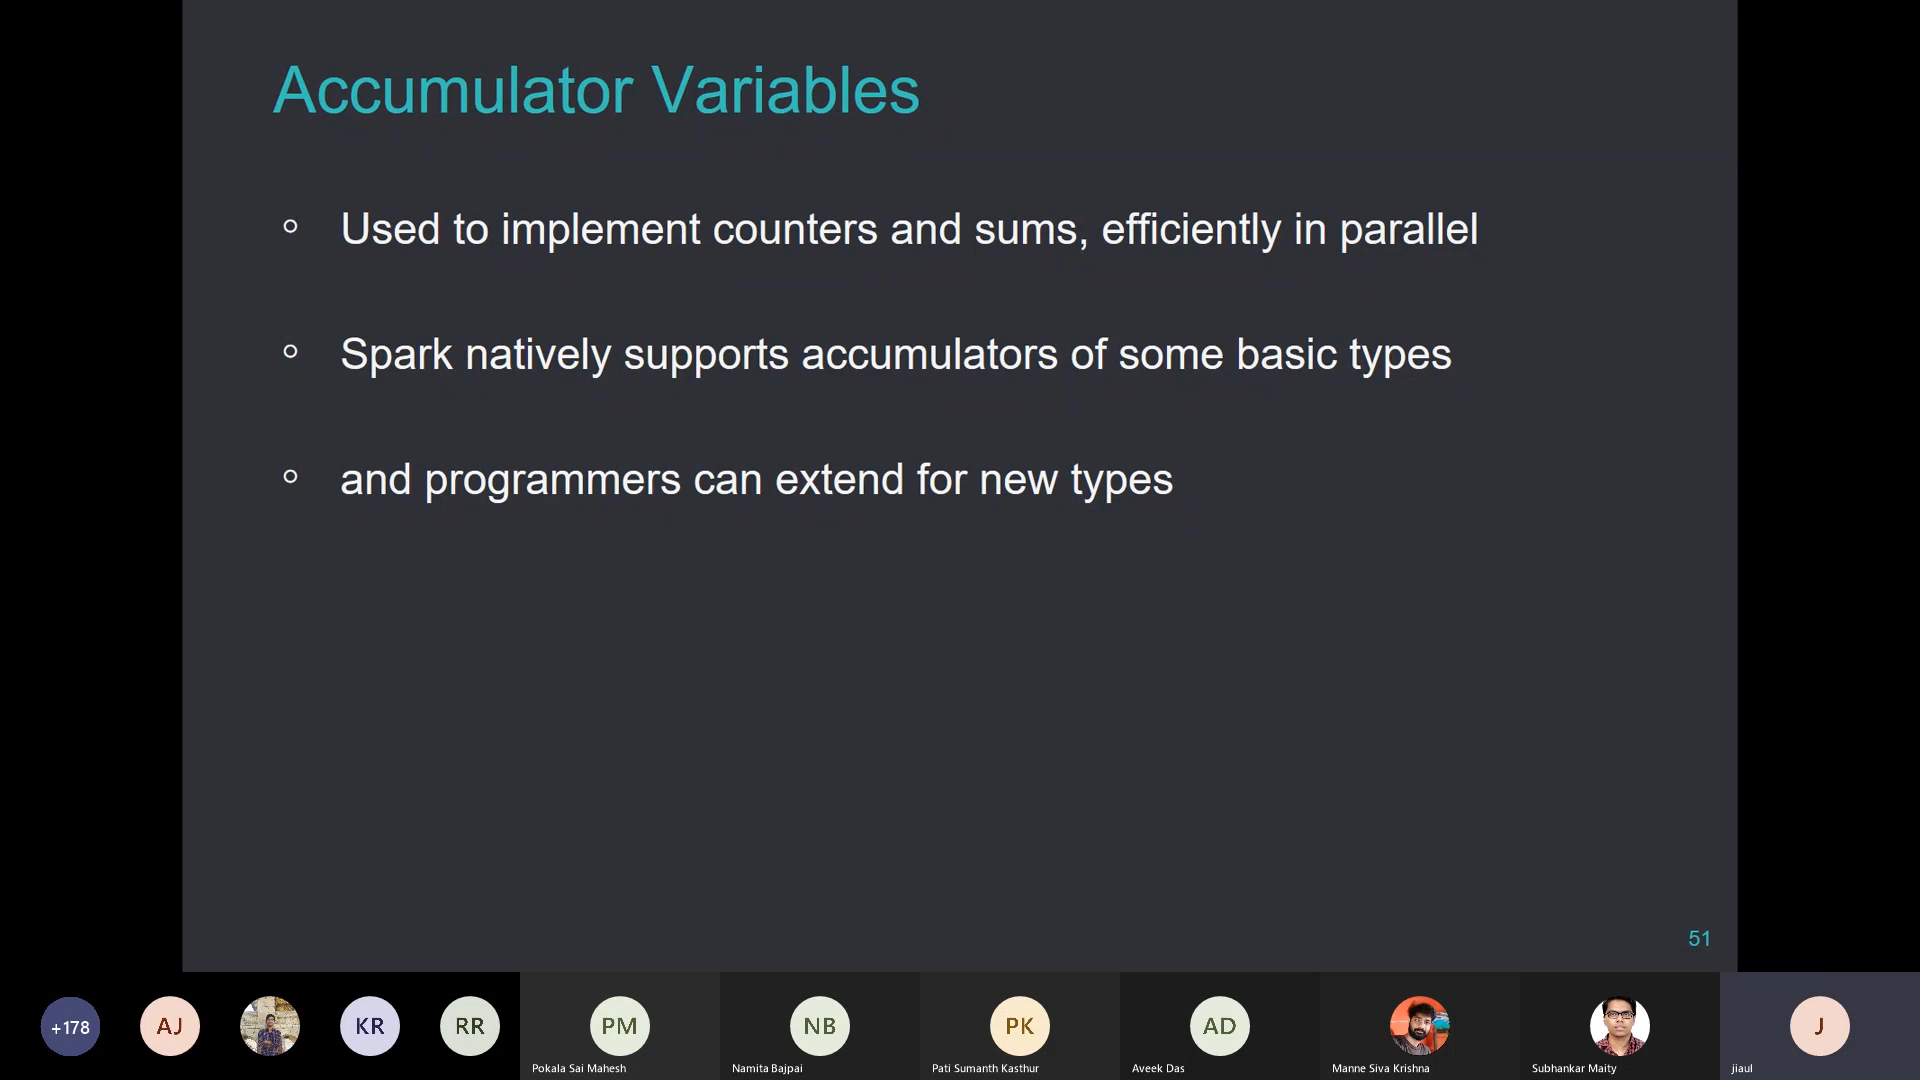 Accumulator Variables
Used to implement counters and sums, efficiently in parallel
Spark natively supports accumulators of some basic types
and programmers can extend for new types
51
+178
AJ
KR
RR
PM
NB
PK
AD
J
Pokala Sai Mahesh
Namita Bajpai
Pati Sumanth Kasthur
Aveek Das
Manne Siva Krishna
Subhankar Maity
jiaul